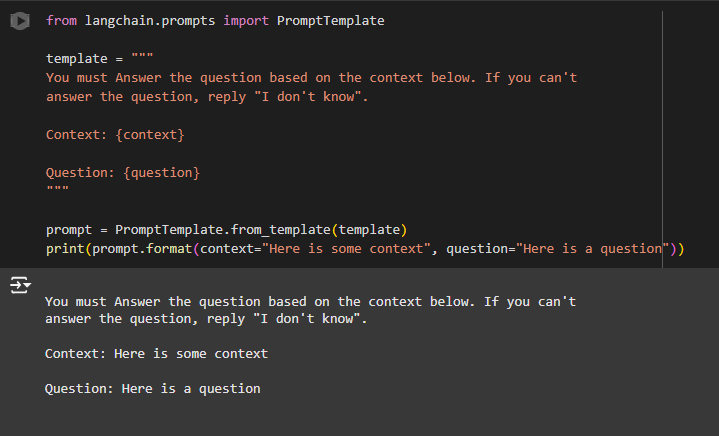 from langchain.prompts import PromptTemplate
template = """
You must Answer the question based on the context below. If you can't
answer the question, reply "I don't know".
Context: {context}
Question: {question}
"""
prompt = PromptTemplate.from_template(template)
print(prompt.format(context="Here is some context", question="Here is a question"))
You must Answer the question based on the context below. If you can't
answer the question, reply "I don't know".
Context: Here is some context
Question: Here is a question